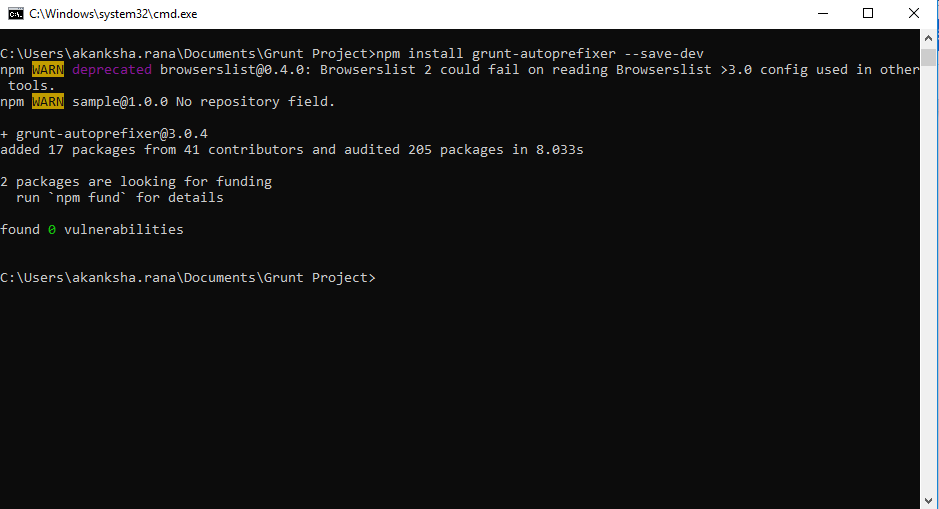 C:\Windows\system32\cmd.exe
C:\Users\akanksha.rana\Documents\Grunt Project>npm install grunt-autoprefixer --save-dev
npm WARN deprecated browserslist@0.4.0: Browserslist 2 could fail on reading Browserslist >3.0 config used in other
 tools.
npm WARN sample@1.0.0 No repository field.
+ grunt-autoprefixer@3.0.4
added 17 packages from 41 contributors and audited 205 packages in 8.033s
2 packages are looking for funding
  run `npm fund` for details
found 0 vulnerabilities
C:\Users\akanksha.rana\Documents\Grunt Project>